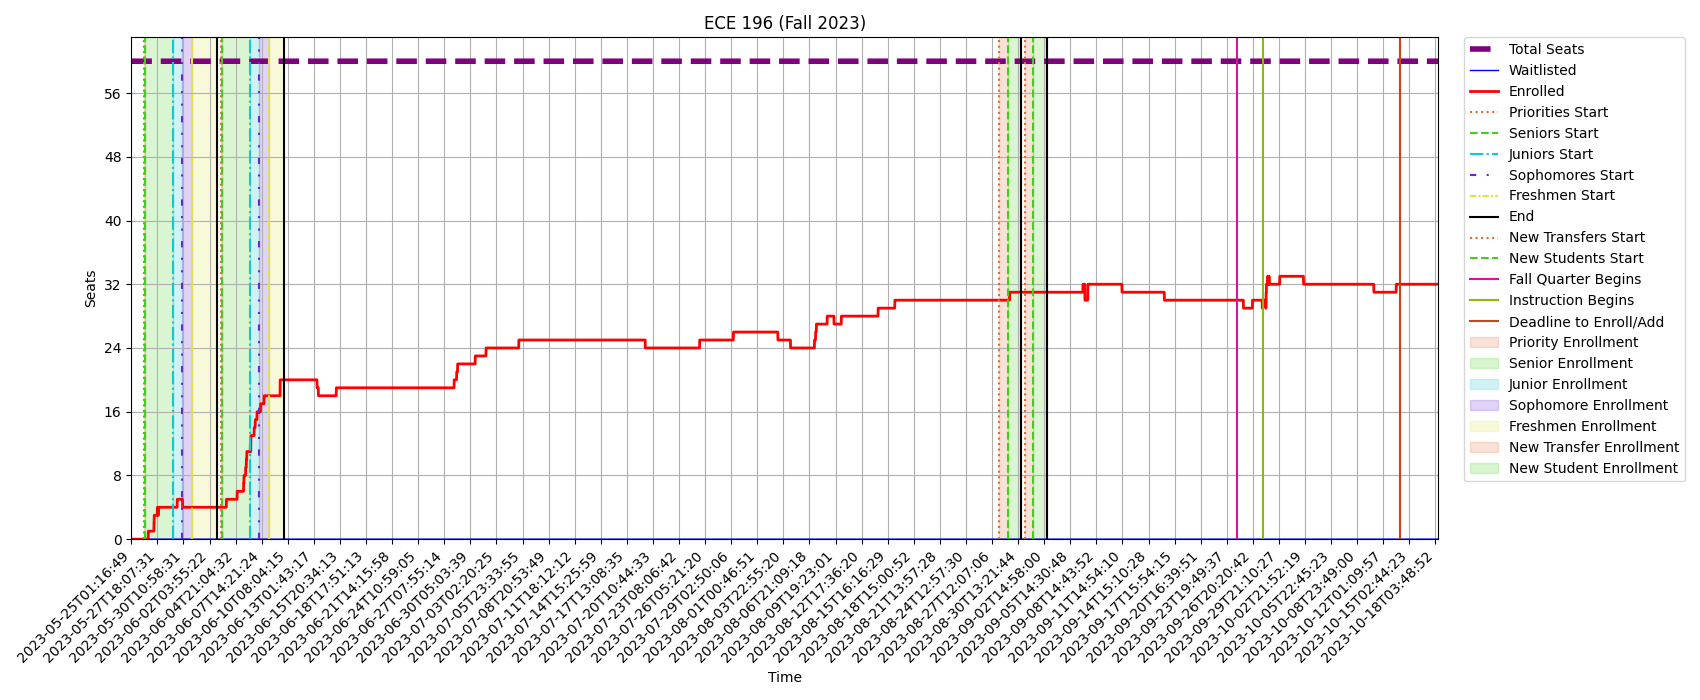 ECE 196 (Fall 2023)
Seats
56
48
40
32
24
16
8
0
2023-05-25T01:16:49
2023-05-27T18:07:31
2023-05-30T10:58:31
2023-06-02T03:55:22
2023-06-04T21:04:32
2023-06-07T14:21:24
2023-06-10T08:04:15
2023-06-13T01:43:17
2023-06-15T20:34:13
2023-06-18T17:51:13
2023-06-21T14:15:58
2023-06-24T10:59:05
2023-06-27T07:55:14
2023-06-30T05:03:39
2023-07-03T02:20:25
2023-07-05T23:33:55
2023-07-08T20:53:49
2023-07-11T18:12:12
2023-07-14T15:25:59
2023-07-17T13:08:35
2023-07-20T10:44:33
2023-07-23T08:06:42
2023-07-26T05:21:20
2023-07-29T02:50:06
2023-08-01T00:46:51
2023-08-03T22:55:20
2023-08-06T21:09:18
2023-08-09T19:23:01
2023-08-12T17:36:20
2023-08-15T16:16:29
2023-08-18T15:00:52
2023-08-21T13:57:28
2023-08-24T12:57:30
2023-08-27T12:07:06
2023-08-30T13:21:44
2023-09-02T14:58:00
2023-09-05T14:30:48
2023-09-08T14:43:52
2023-09-11T14:54:10
2023-09-14T15:10:28
2023-09-17T15:54:15
2023-09-20T16:39:51
2023-09-23T19:49:37
2023-09-26T20:20:42
2023-09-29T21:10:27
2023-10-02T21:52:19
2023-10-05T22:45:23
2023-10-08T23:49:00
2023-10-12T01:09:57
2023-10-15T02:44:23
2023-10-18T03:48:52
Time
Total Seats
Waitlisted
Enrolled
Priorities Start
Seniors Start
Juniors Start
Sophomores Start
Freshmen Start
End
New Transfers Start
New Students Start
Fall Quarter Begins
Instruction Begins
Deadline to Enroll/Add
Priority Enrollment
Senior Enrollment
Junior Enrollment
Sophomore Enrollment
Freshmen Enrollment
New Transfer Enrollment
New Student Enrollment